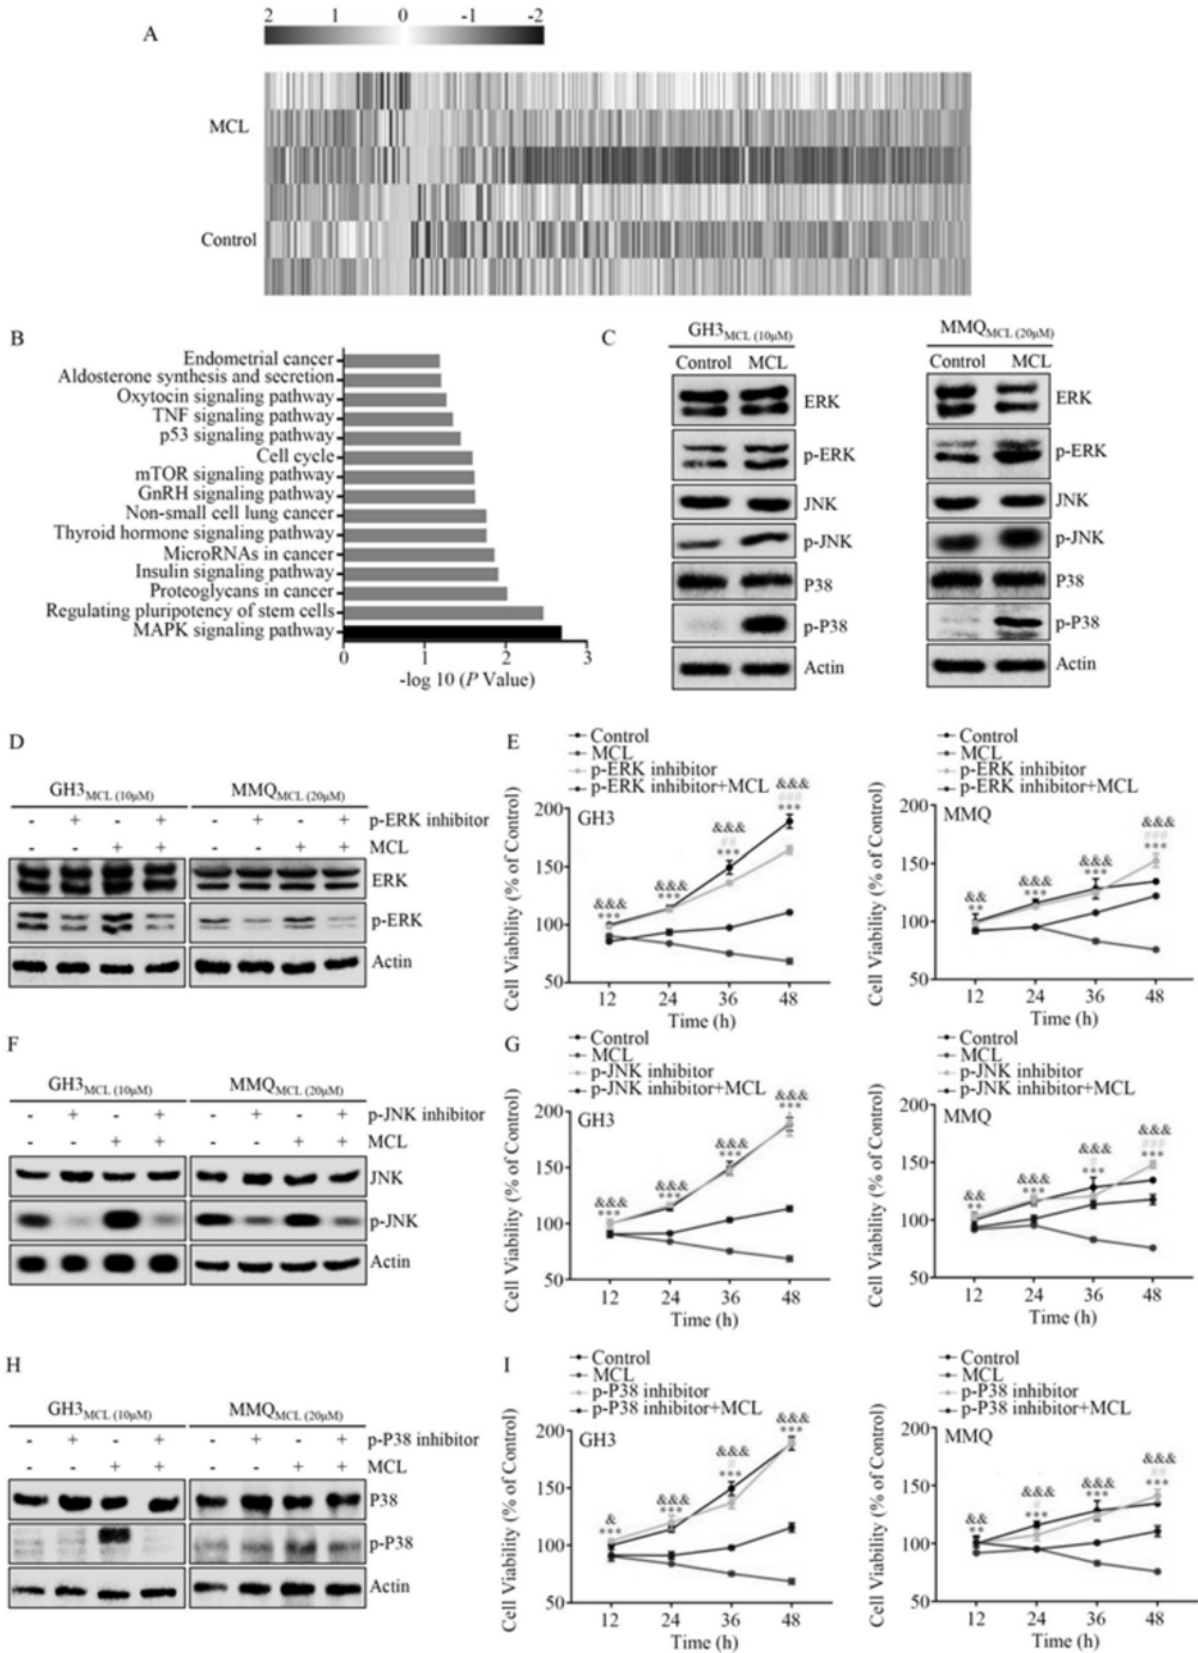 A
2 1 0 -1 -2
MCL
Control
B
Endometrial cancer
Aldosterone synthesis and secretion
Oxytocin signaling pathway
TNF signaling pathway
p53 signaling pathway
Cell cycle
mTOR signaling pathway
GnRH signaling pathway
Non-small cell lung cancer
Thyroid hormone signaling pathway
MicroRNAs in cancer
Insulin signaling pathway
Proteoglycans in cancer
Regulating pluripotency of stem cells
MAPK signaling pathway
0 1 2 3
-log 10 (P Value)
C
GH3MCL (10μM)
Control MCL
ERK
p-ERK
JNK
p-JNK
P38
p-P38
Actin
MMQMCL (20μM)
Control MCL
ERK
p-ERK
JNK
p-JNK
P38
p-P38
Actin
D
GH3MCL (10μM) MMQMCL (20μM)
- + - + - + - + p-ERK inhibitor
- - + + - - + + MCL
ERK
p-ERK
Actin
E
Control
MCL
p-ERK inhibitor
p-ERK inhibitor+MCL
GH3
Cell Viability (% of Control)
200
150
100
50
&&&
***
&&&
***
&&&
##
***
&&&
###
***
12 24 36 48
Time (h)
Control
MCL
p-ERK inhibitor
p-ERK inhibitor+MCL
MMQ
Cell Viability (% of Control)
200
150
100
50
&&
**
&&&
***
&&&
***
&&&
###
***
12 24 36 48
Time (h)
F
GH3MCL (10μM) MMQMCL (20μM)
- + - + - + - + p-JNK inhibitor
- - + + - - + + MCL
JNK
p-JNK
Actin
G
Control
MCL
p-JNK inhibitor
p-JNK inhibitor+MCL
GH3
Cell Viability (% of Control)
200
150
100
50
&&&
***
&&&
***
&&&
***
&&&
***
12 24 36 48
Time (h)
Control
MCL
p-JNK inhibitor
p-JNK inhibitor+MCL
MMQ
Cell Viability (% of Control)
200
150
100
50
&&
**
&&&
***
&&&
#
***
&&&
###
***
12 24 36 48
Time (h)
H
GH3MCL (10μM) MMQMCL (20μM)
- + - + - + - + p-P38 inhibitor
- - + + - - + + MCL
P38
p-P38
Actin
I
Control
MCL
p-P38 inhibitor
p-P38 inhibitor+MCL
GH3
Cell Viability (% of Control)
200
150
100
50
&
***
&&&
***
&&&
#
***
&&&
***
12 24 36 48
Time (h)
Control
MCL
p-P38 inhibitor
p-P38 inhibitor+MCL
MMQ
Cell Viability (% of Control)
200
150
100
50
&&
**
&&&
#
***
&&&
***
&&&
##
***
12 24 36 48
Time (h)